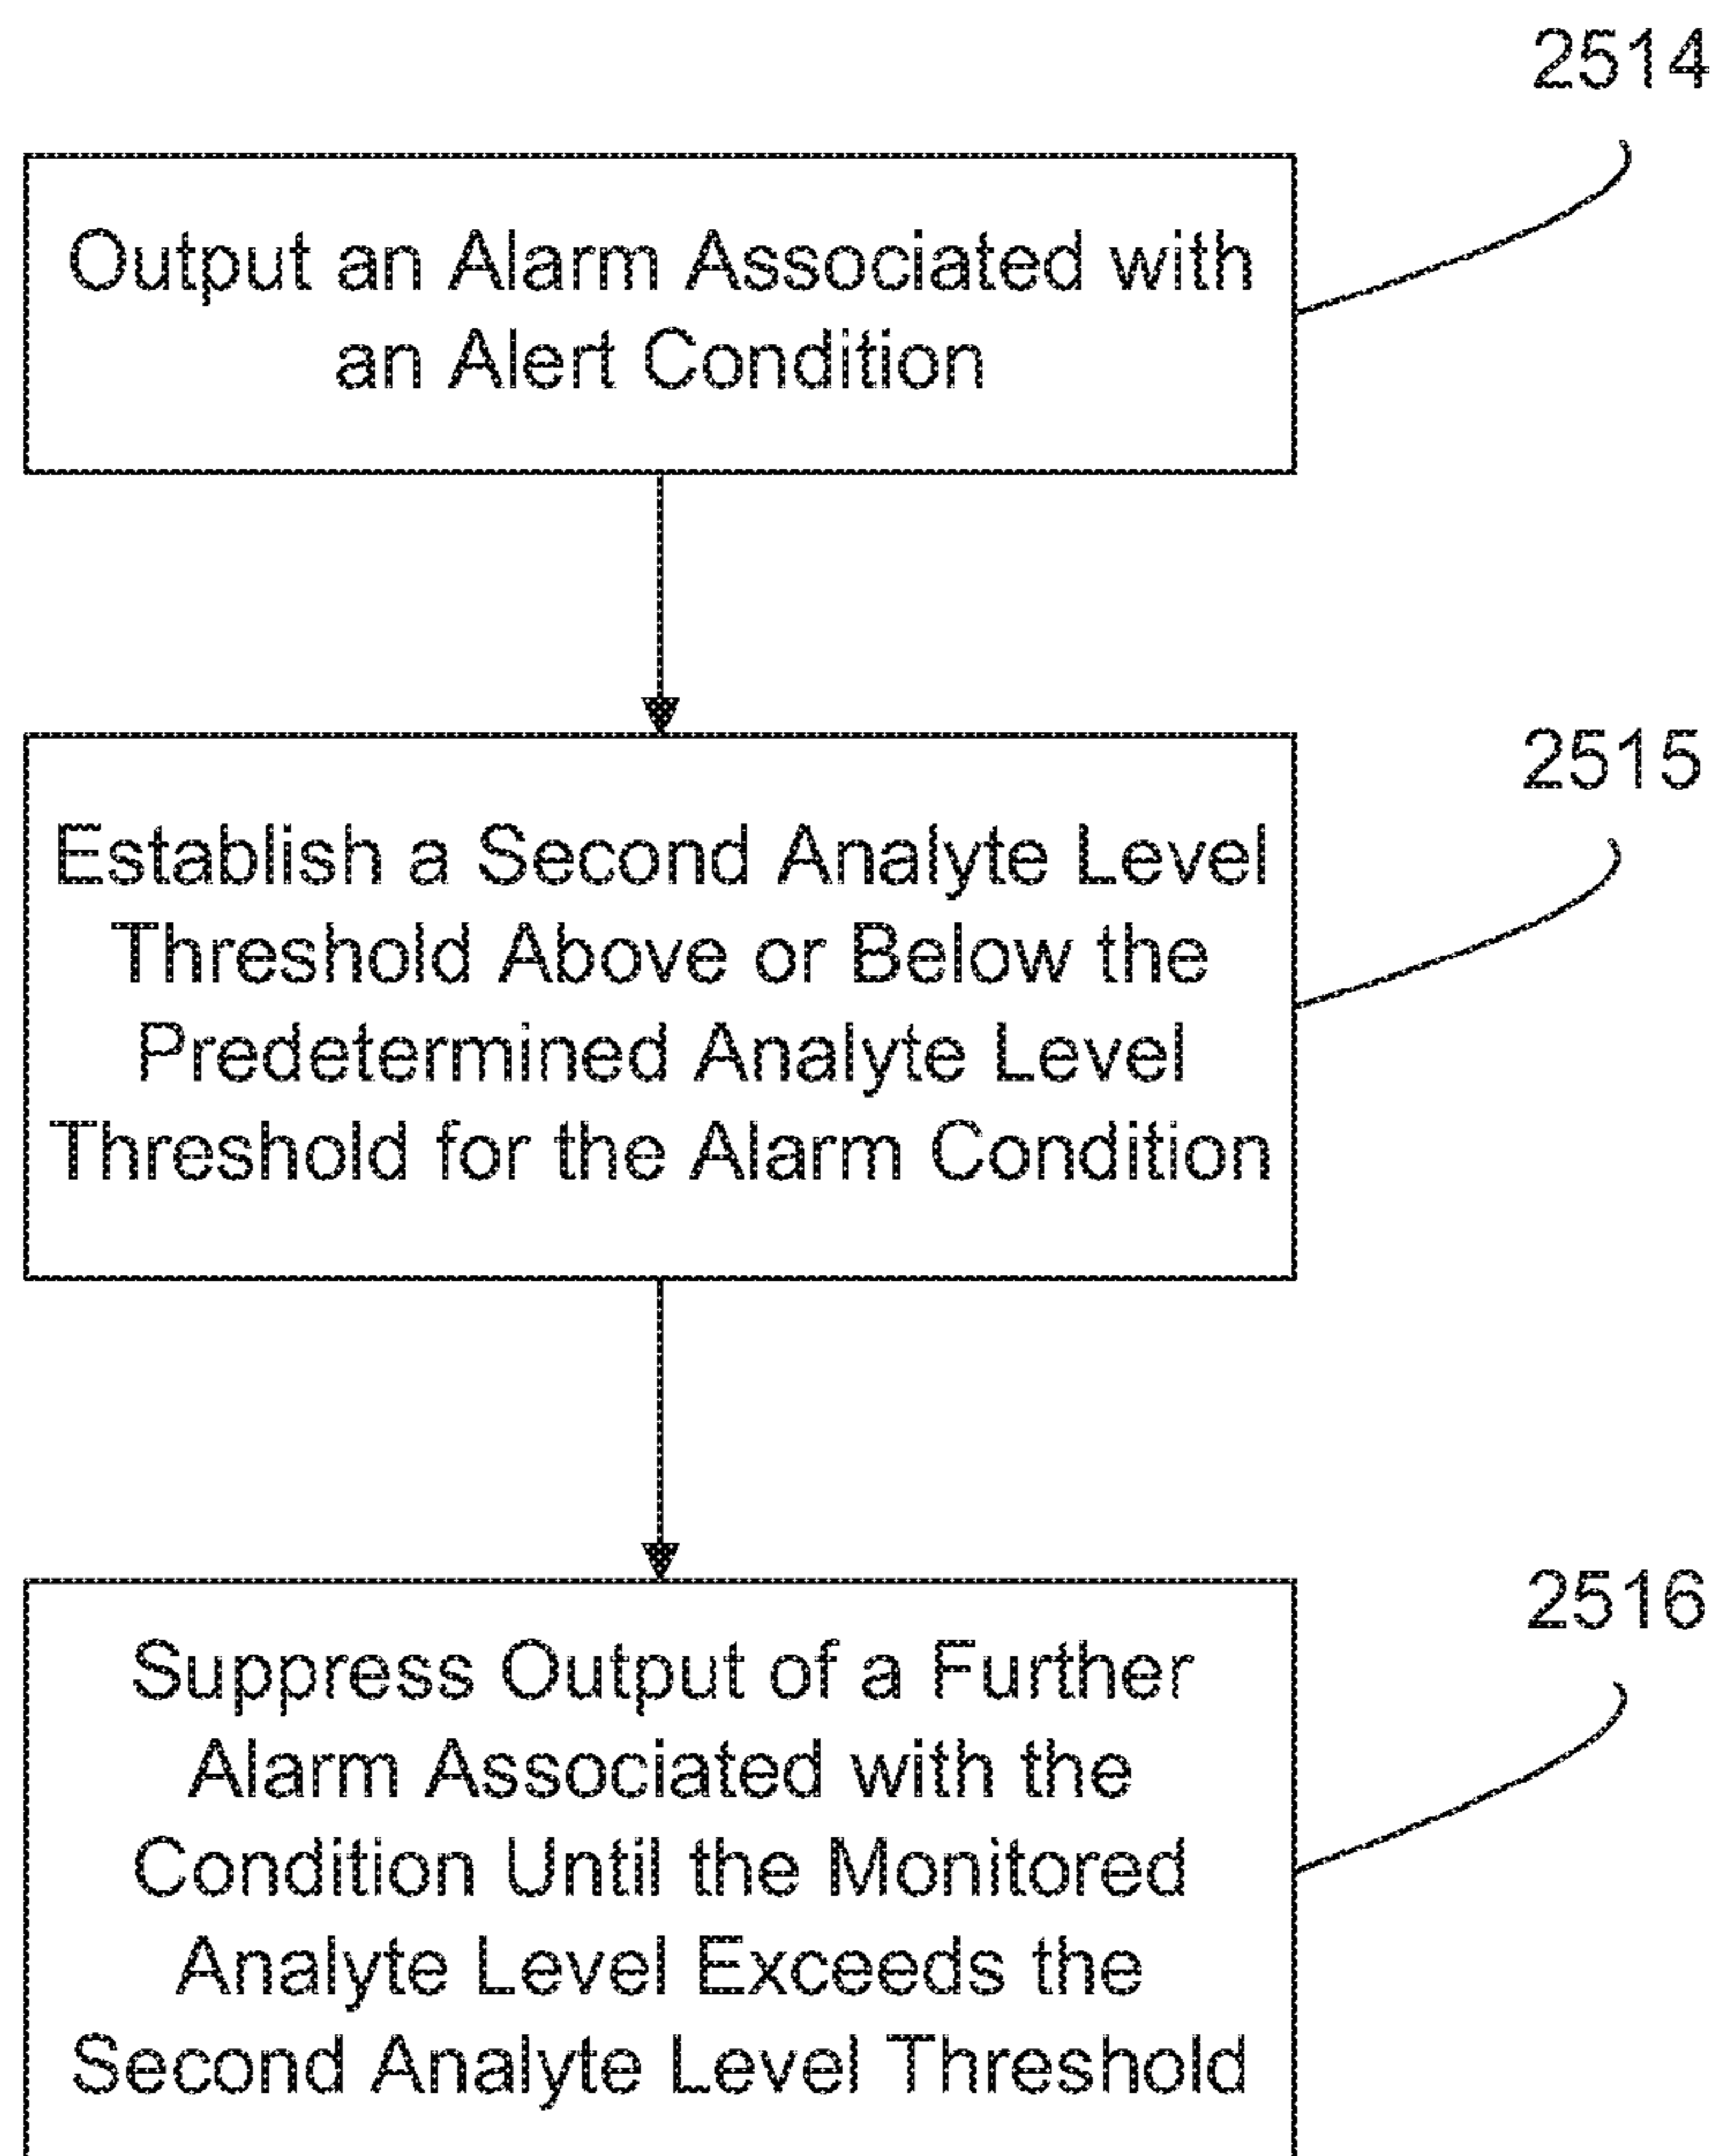 2514
Output an Alarm Associated with
an Alert Condition
2515
Establish a Second Analyte Level
Threshold Above or Below the
Predetermined Analyte Level
Threshold for the Alarm Condition
2516
Suppress Output of a Further
Alarm Associated with the
Condition Until the Monitored
Analyte Level Exceeds the
Second Analyte Level Threshold